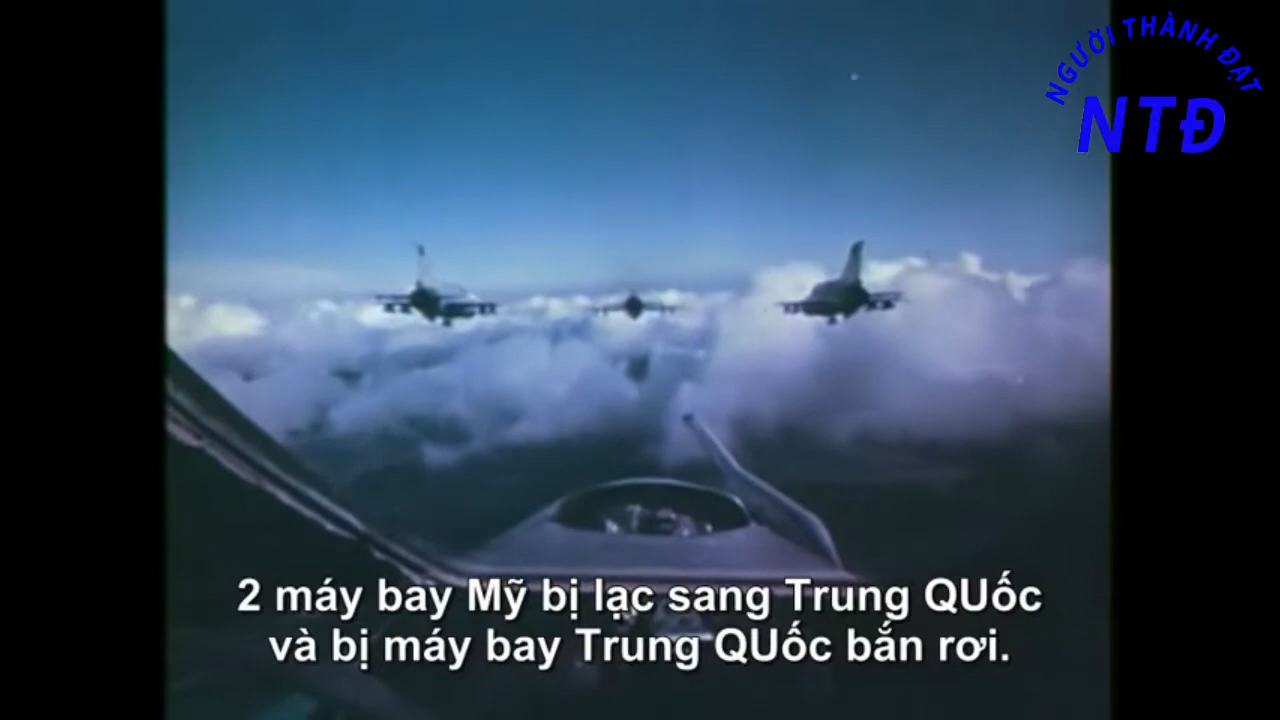 NGƯỜI THÀNH ĐẠT
NTĐ
2 máy bay Mỹ bị lạc sang Trung QUốc
và bị máy bay Trung QUốc bắn rơi.